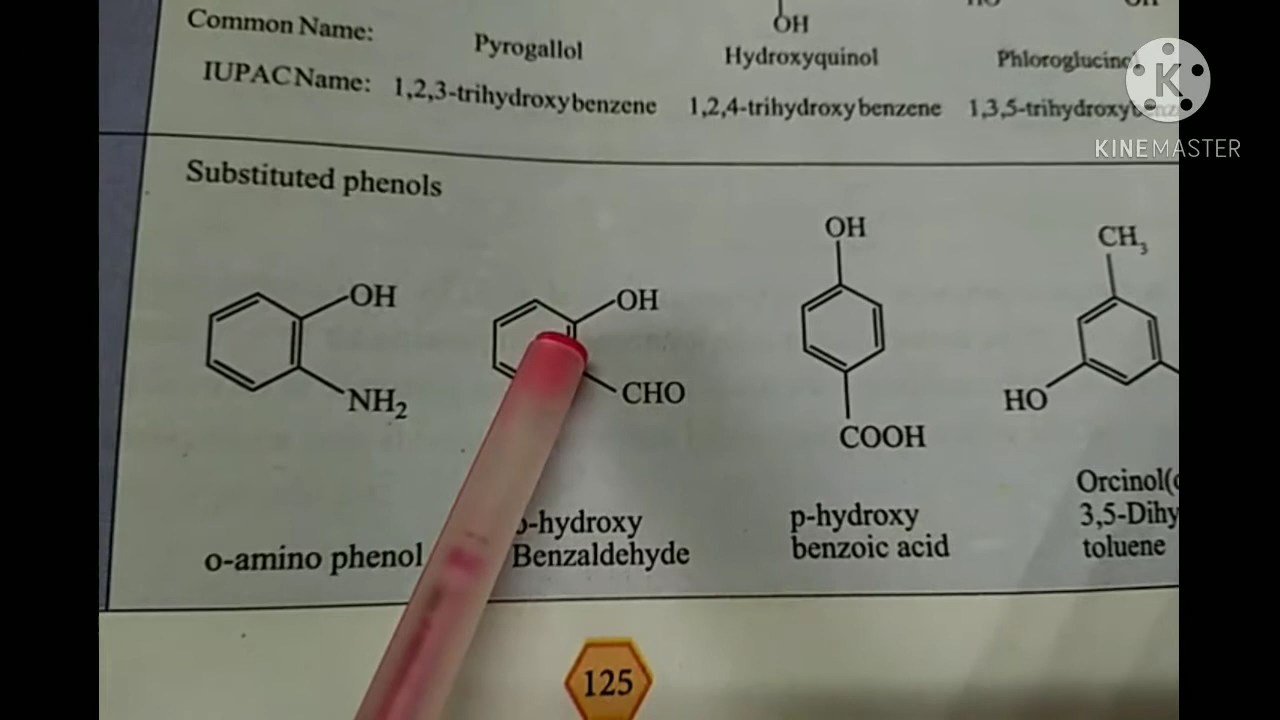 Common Name:
Pyrogallol
OH
Hydroxyquinol
IUPAC Name:
1,2,3-trihydroxybenzene
1,2,4-trihydroxybenzene
KINEMASTER
Substituted phenols
OH
NH₂
OH
CHO
OH
COOH
CH₃
HO
o-amino phenol
-hydroxy
Benzaldehyde
p-hydroxy
benzoic acid
Orcinol(
3,5-Dihy
toluene
125